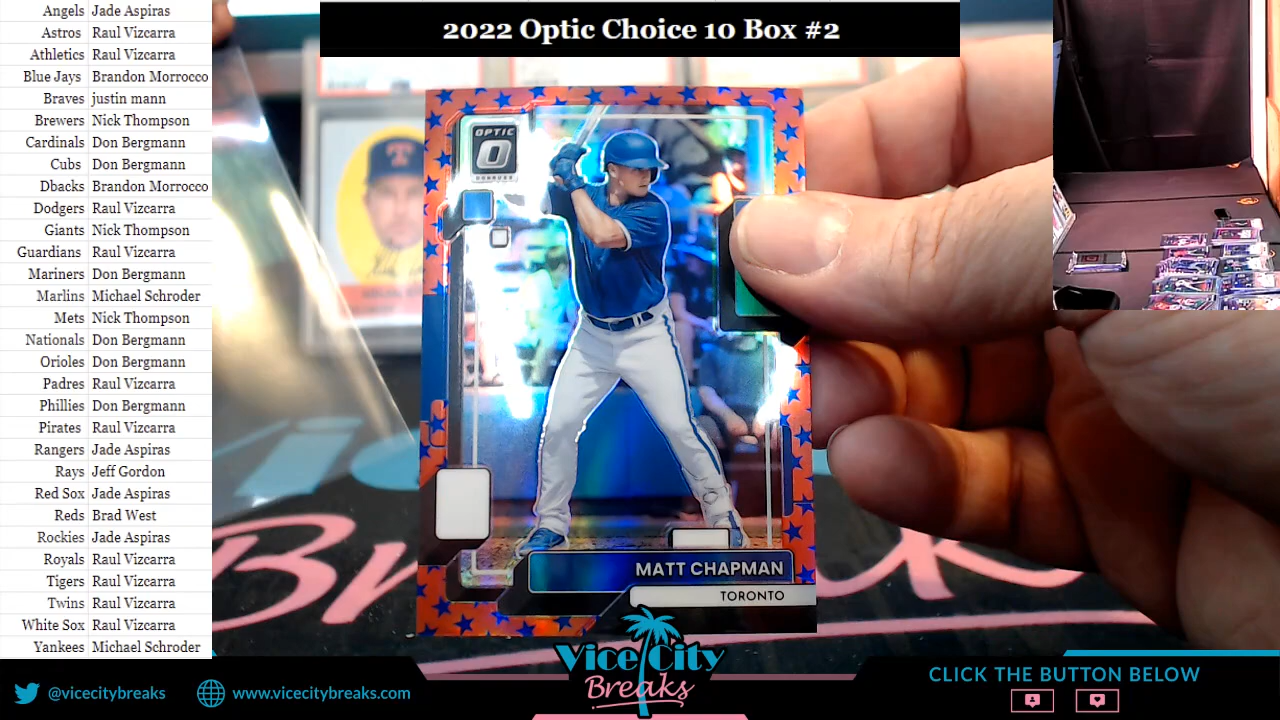 2022 Optic Choice 10 Box #2
Angels Jade Aspiras
Astros Raul Vizcarra
Athletics Raul Vizcarra
Blue Jays Brandon Morrocco
Braves justin mann
Brewers Nick Thompson
Cardinals Don Bergmann
Cubs Don Bergmann
Dbacks Brandon Morrocco
Dodgers Raul Vizcarra
Giants Nick Thompson
Guardians Raul Vizcarra
Mariners Don Bergmann
Marlins Michael Schroder
Mets Nick Thompson
Nationals Don Bergmann
Orioles Don Bergmann
Padres Raul Vizcarra
Phillies Don Bergmann
Pirates Raul Vizcarra
Rangers Jade Aspiras
Rays Jeff Gordon
Red Sox Jade Aspiras
Reds Brad West
Rockies Jade Aspiras
Royals Raul Vizcarra
Tigers Raul Vizcarra
Twins Raul Vizcarra
White Sox Raul Vizcarra
Yankees Michael Schroder
OPTIC
O
DONRUSS
T
MATT CHAPMAN
TORONTO
Vice City
Breaks
@vicecitybreaks
www.vicecitybreaks.com
CLICK THE BUTTON BELOW